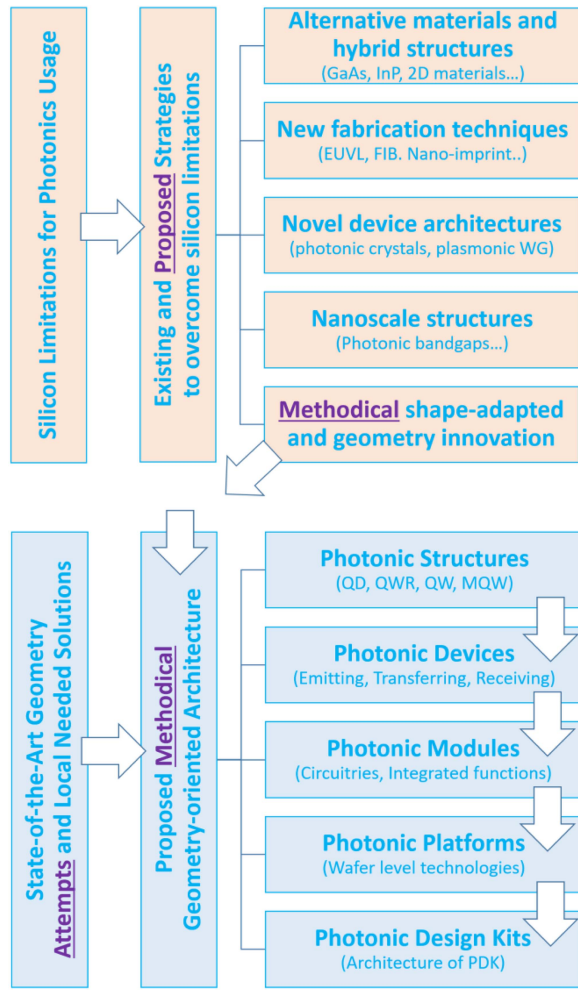 Silicon Limitations for Photonics Usage
Existing and Proposed Strategies
to overcome silicon limitations
Alternative materials and
hybrid structures
(GaAs, InP, 2D materials...)
New fabrication techniques
(EUVL, FIB. Nano-imprint..)
Novel device architectures
(photonic crystals, plasmonic WG)
Nanoscale structures
(Photonic bandgaps...)
Methodical shape-adapted
and geometry innovation
State-of-the-Art Geometry
Attempts and Local Needed Solutions
Proposed Methodical
Geometry-oriented Architecture
Photonic Structures
(QD, QWR, QW, MQW)
Photonic Devices
(Emitting, Transferring, Receiving)
Photonic Modules
(Circuitries, Integrated functions)
Photonic Platforms
(Wafer level technologies)
Photonic Design Kits
(Architecture of PDK)